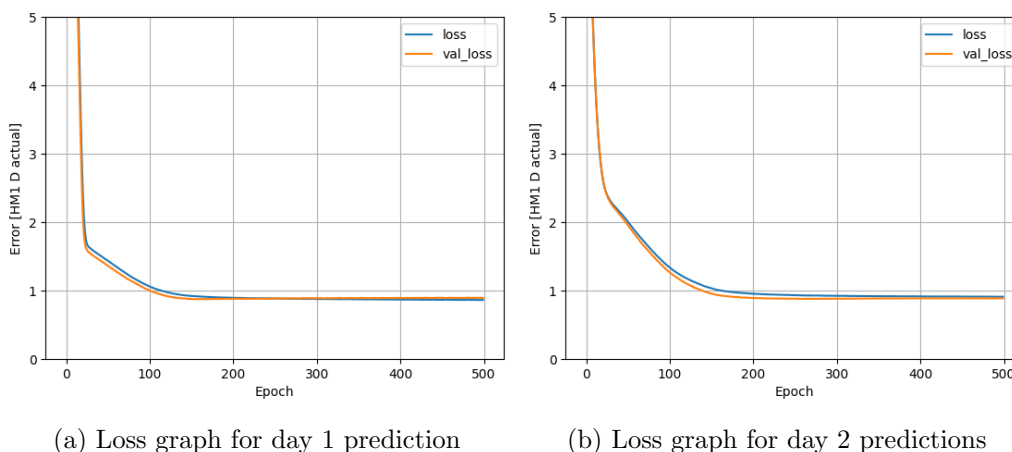 5
4
3
2
1
0
Error [HM1 D actual]
0 100 200 300 400 500
Epoch
loss
val_loss
(a) Loss graph for day 1 prediction
5
4
3
2
1
0
Error [HM1 D actual]
0 100 200 300 400 500
Epoch
loss
val_loss
(b) Loss graph for day 2 predictions